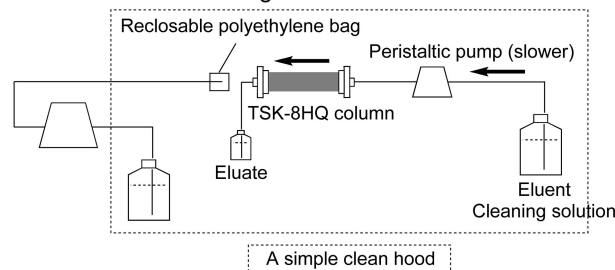 Reclosable polyethylene bag
Peristaltic pump (slower)
TSK-8HQ column
Eluate
Eluent
Cleaning solution
A simple clean hood